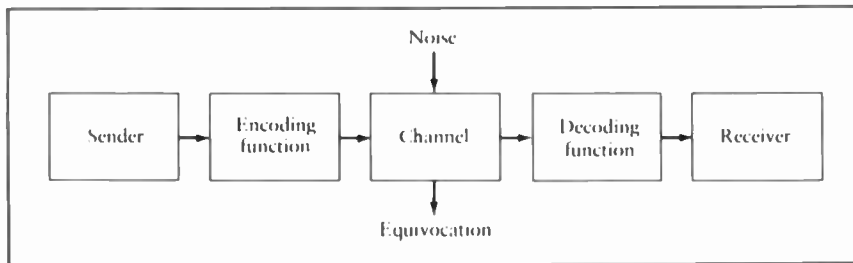 Noise
Sender
Encoding
function
Channel
Decoding
function
Receiver
Equivocation